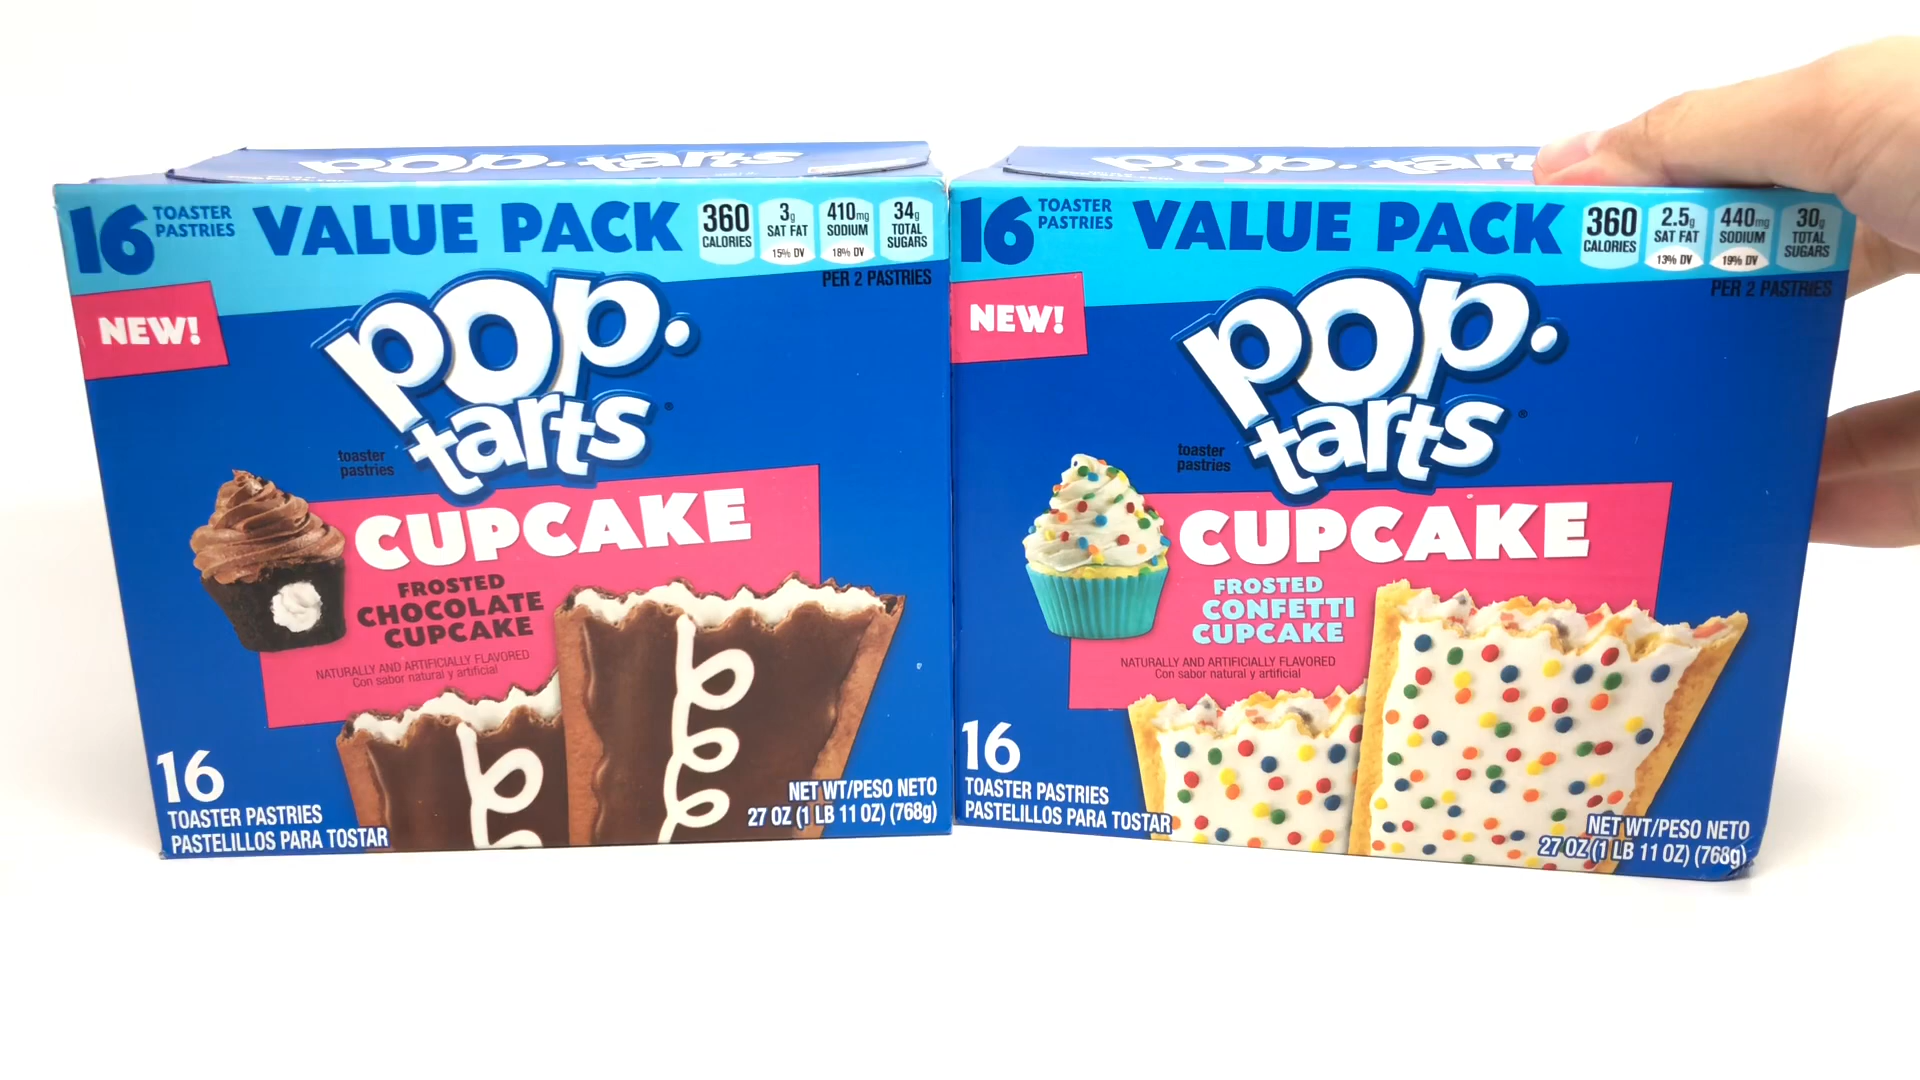 pop.tarts
16 TOASTER
PASTRIES
VALUE PACK
360
CALORIES
3g
SAT FAT
15% DV
410mg
SODIUM
18% DV
34g
TOTAL
SUGARS
PER 2 PASTRIES
NEW!
pop.
tarts®
toaster
pastries
CUPCAKE
FROSTED
CHOCOLATE
CUPCAKE
NATURALLY AND ARTIFICIALLY FLAVORED
Con sabor natural y artificial
16
TOASTER PASTRIES
PASTELILLOS PARA TOSTAR
NET WT/PESO NETO
27 OZ (1 LB 11 OZ) (768g)
pop.tart
16 TOASTER
PASTRIES
VALUE PACK
360
CALORIES
2.5g
SAT FAT
13% DV
440mg
SODIUM
19% DV
30g
TOTAL
SUGARS
PER 2 PASTRIES
NEW!
pop.
tarts®
toaster
pastries
CUPCAKE
FROSTED
CONFETTI
CUPCAKE
NATURALLY AND ARTIFICIALLY FLAVORED
Con sabor natural y artificial
16
TOASTER PASTRIES
PASTELILLOS PARA TOSTAR
NET WT/PESO NETO
27 OZ (1 LB 11 OZ) (768g)